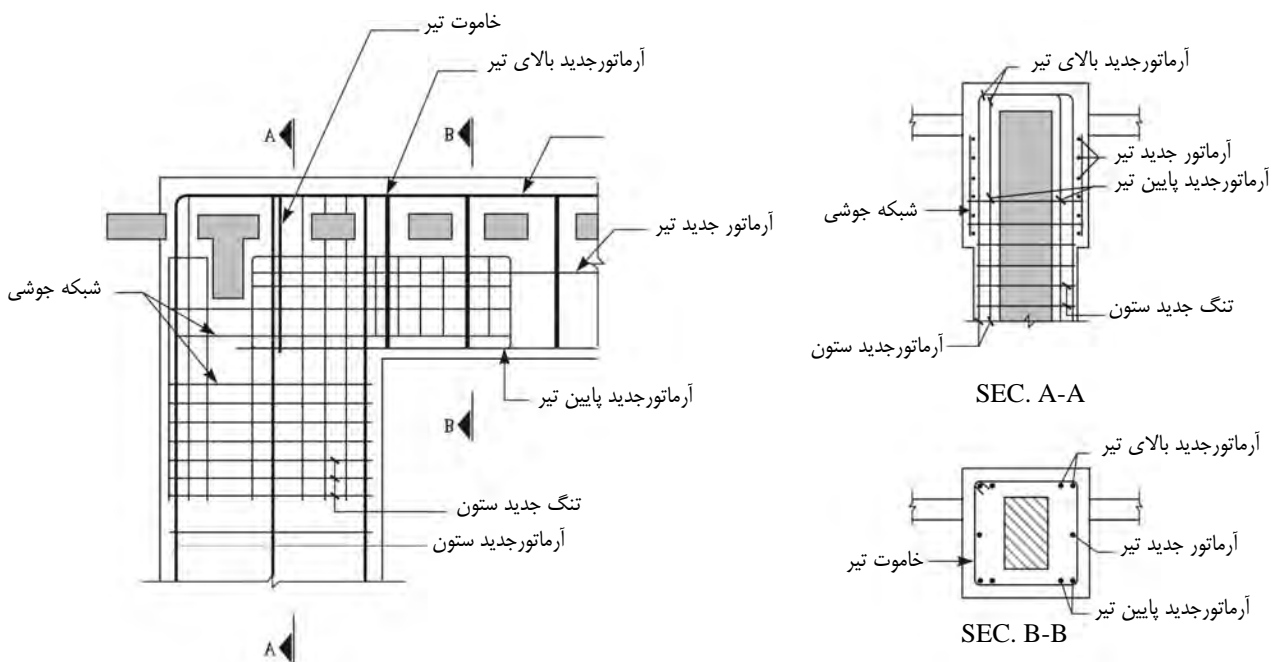 خاموت تیر
آرماتورجدید بالای تیر
A
B
آرماتور جدید تیر
شبکه جوشی
آرماتورجدید پایین تیر
B
تنگ جدید ستون
آرماتورجدید ستون
A
آرماتورجدید بالای تیر
آرماتور جدید تیر
آرماتورجدید پایین تیر
شبکه جوشی
تنگ جدید ستون
آرماتورجدید ستون
SEC. A-A
آرماتورجدید بالای تیر
آرماتور جدید تیر
خاموت تیر
آرماتورجدید پایین تیر
SEC. B-B